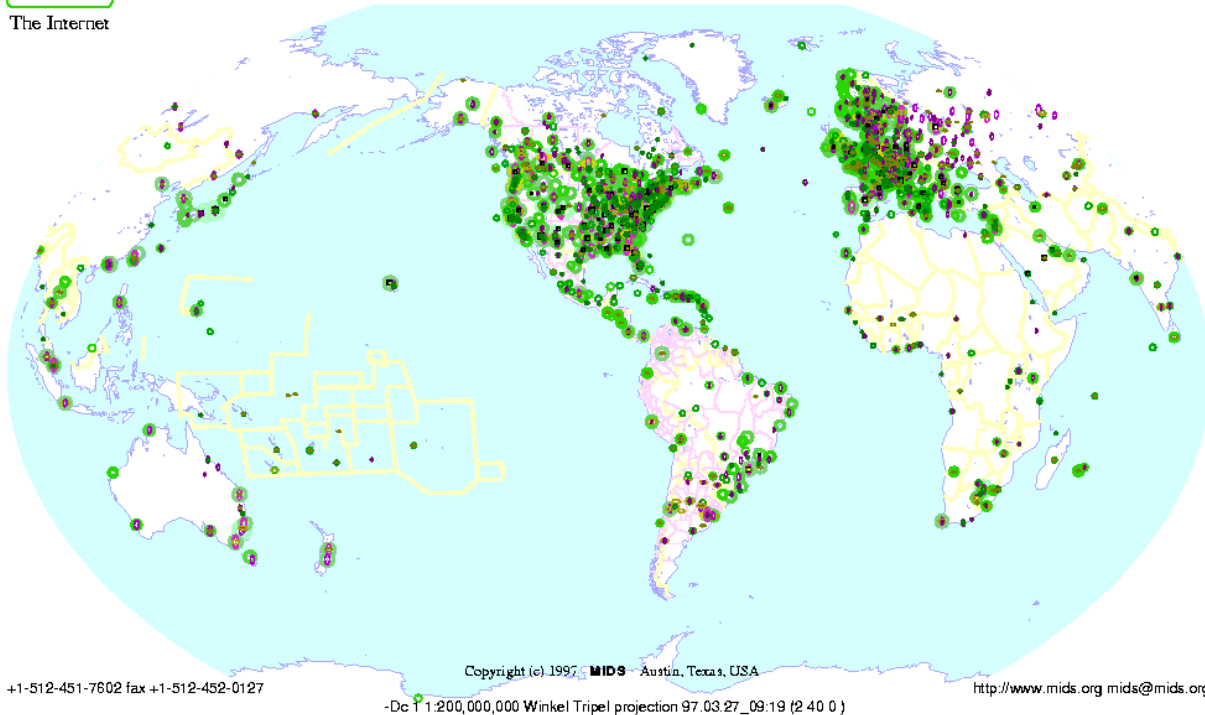 The Internet
Copyright (c) 1997 MIDS Austin, Texas, USA
+1-512-451-7602 fax +1-512-452-0127
http://www.mids.org mids@mids.org
-Dc 1 1:200,000,000 Winkel Tripel projection 97.03.27_09:19 (2 40 0 )